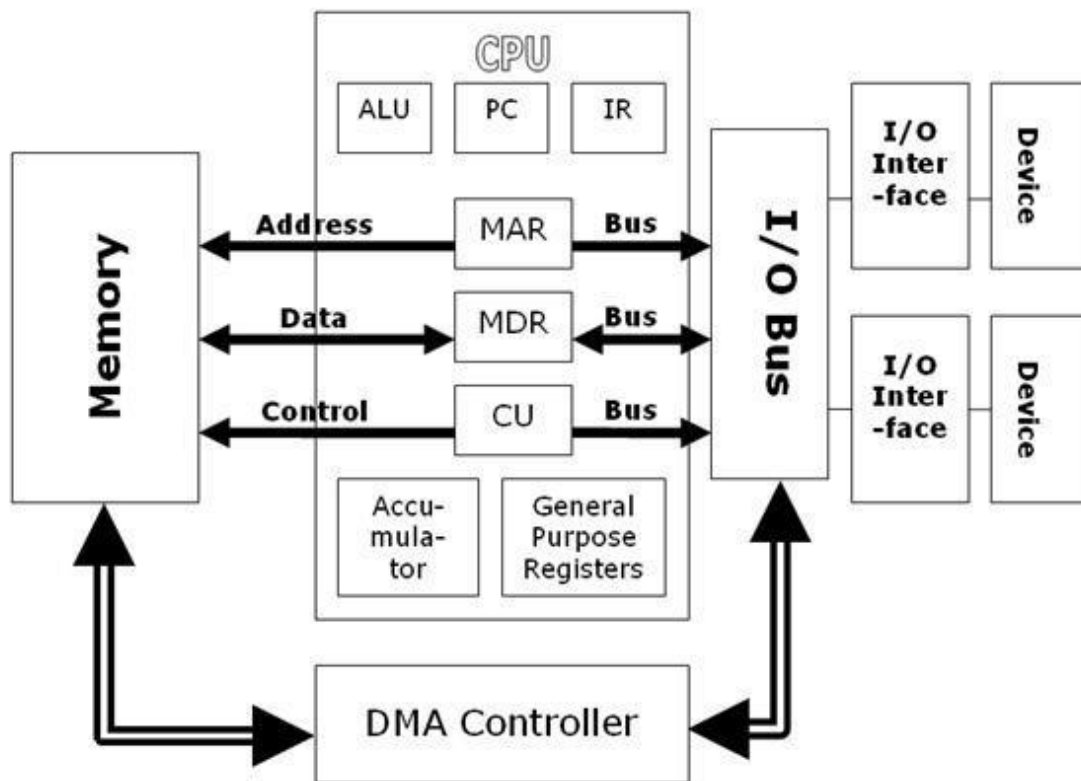 CPU
ALU
PC
IR
Memory
Address
MAR
Bus
Data
MDR
Bus
Control
CU
Bus
Accu-
mula-
tor
General
Purpose
Registers
I/O Bus
I/O
Inter
-face
Device
I/O
Inter
-face
Device
DMA Controller